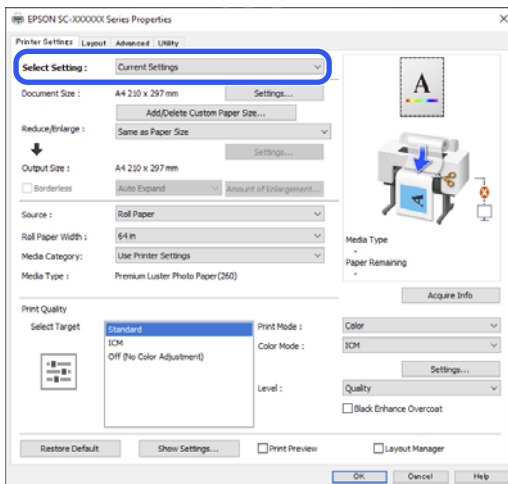 EPSON SC-XXXXXX Series Properties
Printer Settings Layout Advanced Utility
Select Setting : Current Settings
Document Size : A4 210 x 297 mm Settings...
Add/Delete Custom Paper Size...
Reduce/Enlarge : Same as Paper Size
Settings...
Output Size : A4 210 x 297 mm
Borderless Auto Expand Amount of Enlargement...
Source : Roll Paper
Roll Paper Width : 64 in
Media Category: Use Printer Settings
Media Type : Premium Luster Photo Paper(260)
A
Media Type
-
Paper Remaining
-
Acquire Info
Print Quality
Select Target Standard
ICM
Off (No Color Adjustment)
Print Mode : Color
Color Mode : ICM
Settings...
Level : Quality
Black Enhance Overcoat
Restore Default Show Settings... Print Preview Layout Manager
OK Cancel Help